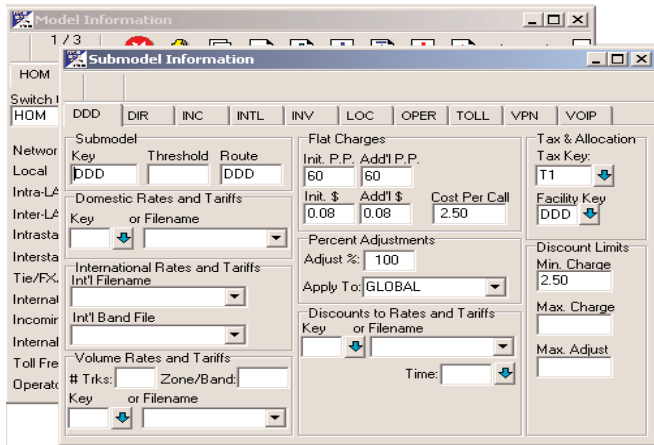 Model Information
1 / 3
HOM
Switch
HOM
Networ
Local
Intra-LA
Inter-LA
Intrasta
Intersta
Tie/FX
Internal
Incomin
Internal
Toll Fre
Operato
Submodel Information
DDD DIR INC INTL INV LOC OPER TOLL VPN VOIP
Submodel
Key Threshold Route
DDD DDD
Domestic Rates and Tariffs
Key or Filename
International Rates and Tariffs
Int'l Filename
Int'l Band File
Volume Rates and Tariffs
# Trks: Zone/Band:
Key or Filename
Flat Charges
Init. P.P. Add'l P.P.
60 60
Init. $ Add'l $ Cost Per Call
0.08 0.08 2.50
Percent Adjustments
Adjust %: 100
Apply To: GLOBAL
Discounts to Rates and Tariffs
Key or Filename
Time:
Tax & Allocation
Tax Key:
T1
Facility Key
DDD
Discount Limits
Min. Charge
2.50
Max. Charge
Max. Adjust